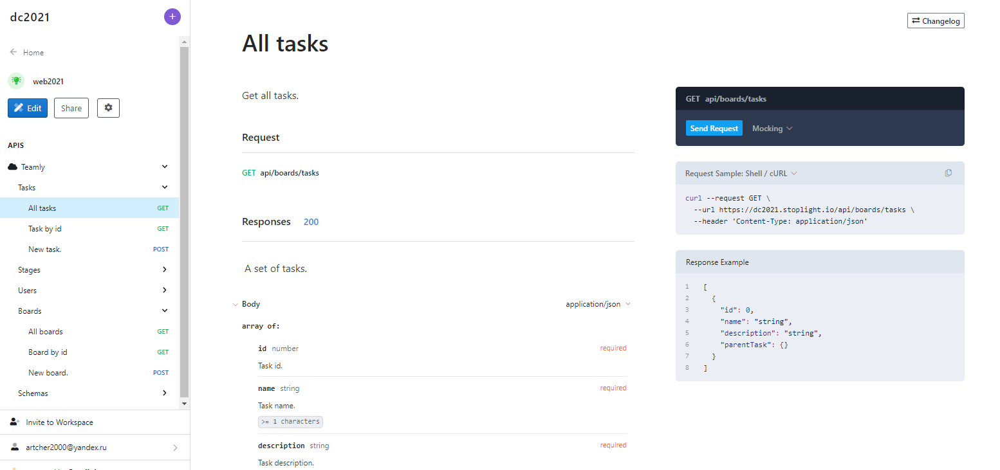 dc2021
+
Home
web2021
Edit
Share
APIS
Teamly
Tasks
All tasks GET
Task by id GET
New task. POST
Stages
Users
Boards
All boards GET
Board by id GET
New board. POST
Schemas
Invite to Workspace
artcher2000@yandex.ru
Changelog
All tasks
Get all tasks.
Request
GET api/boards/tasks
Responses 200
A set of tasks.
Body application/json
array of:
id number required
Task id.
name string required
Task name.
>= 1 characters
description string required
Task description.
GET api/boards/tasks
Send Request Mocking
Request Sample: Shell / cURL
curl --request GET \
--url https://dc2021.stoplight.io/api/boards/tasks \
--header 'Content-Type: application/json'
Response Example
1 [
2 {
3 "id": 0,
4 "name": "string",
5 "description": "string",
6 "parentTask": {}
7 }
8 ]